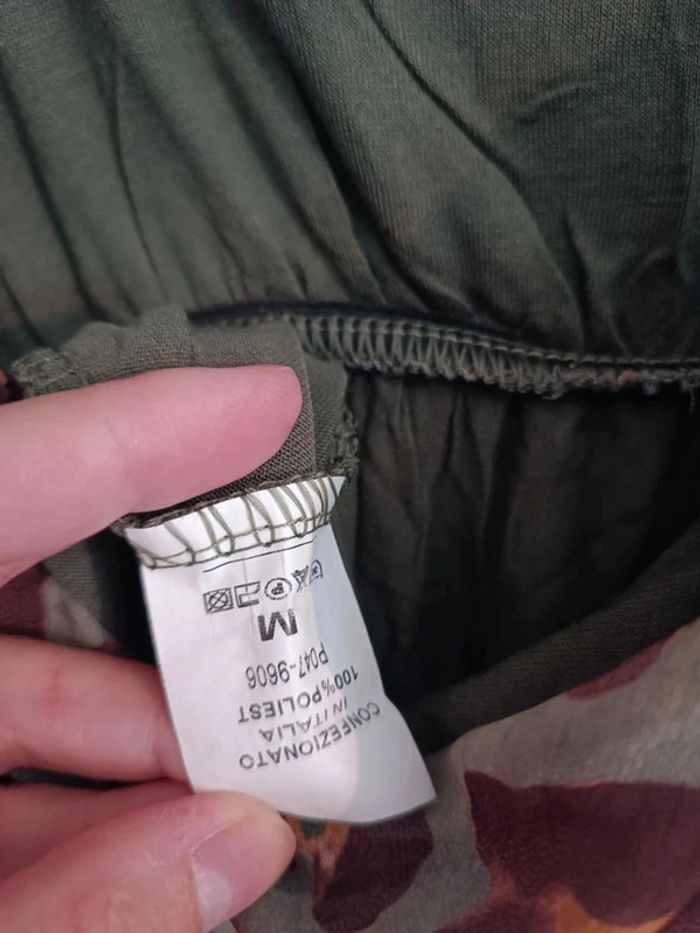 CONFEZIONATO
IN ITALIA
100%POLIEST
P047-9606
M